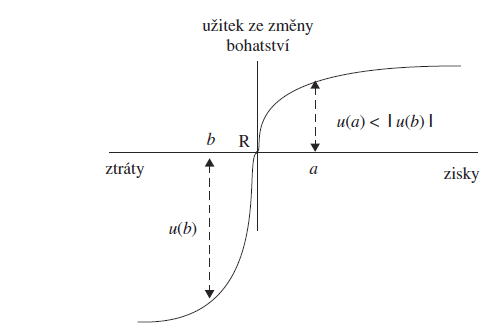 užitek ze změny
bohatství
u(a) < | u(b) |
b
R
ztráty
a
zisky
u(b)